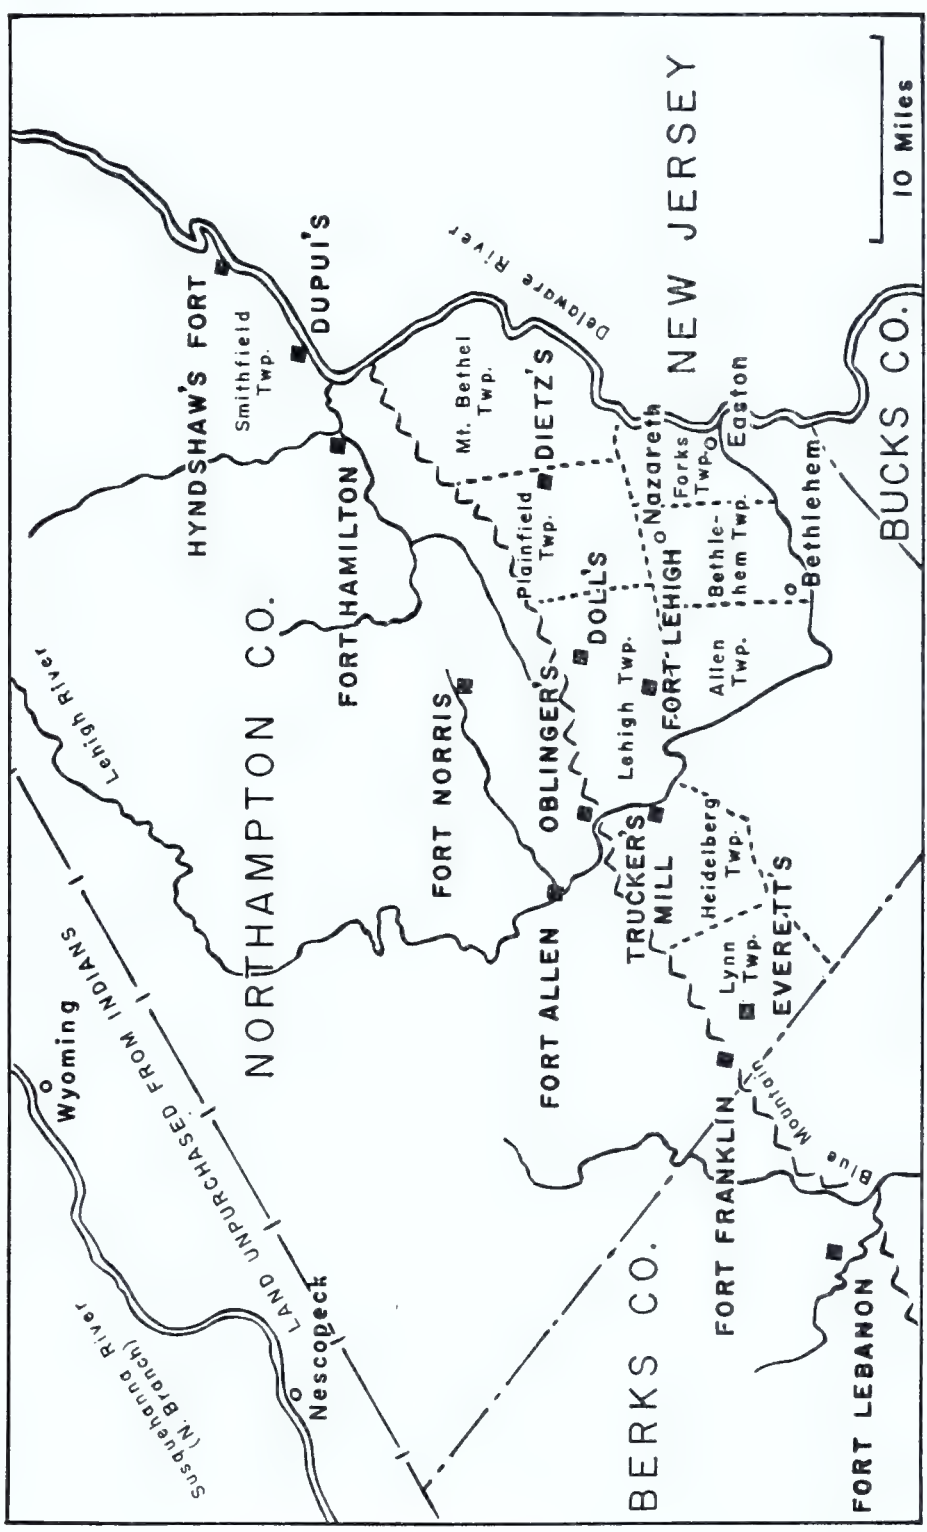 Susquehanna River
(N. Branch)
Wyoming
Nescopeck
LAND UNPURCHASED FROM INDIANS
Lehigh River
NORTHAMPTON CO.
HYNDSHAW'S FORT
Smithfield
Twp.
DUPUI'S
FORT HAMILTON
FORT NORRIS
FORT ALLEN
OBLINGER'S
Mt. Bethel
Twp.
Delaware River
Plainfield
Twp.
DIETZ'S
DOLL'S
Lehigh Twp.
TRUCKER'S
MILL
FORT LEHIGH
Nazareth
Forks
Twp.
Easton
NEW JERSEY
Bethle-
hem Twp.
Allen
Twp.
Bethlehem
Heidelberg
Twp.
Lynn
Twp.
EVERETT'S
FORT FRANKLIN
Blue Mountain
BERKS CO.
FORT LEBANON
BUCKS CO.
10 Miles